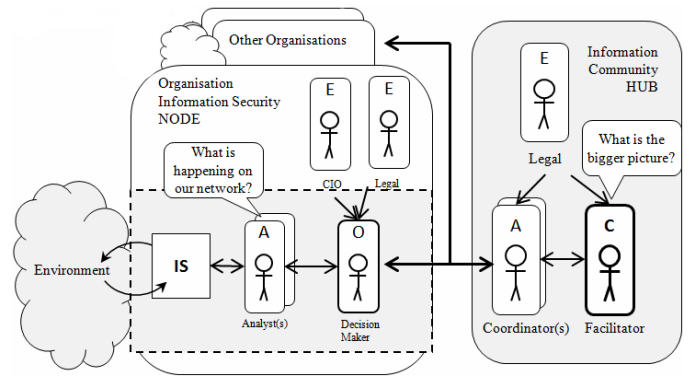 Other Organisations
Organisation
Information Security
NODE
E
E
CIO
Legal
What is
happening on
our network?
Environment
IS
A
Analyst(s)
O
Decision
Maker
Information
Community
HUB
E
Legal
What is the
bigger picture?
A
Coordinator(s)
C
Facilitator